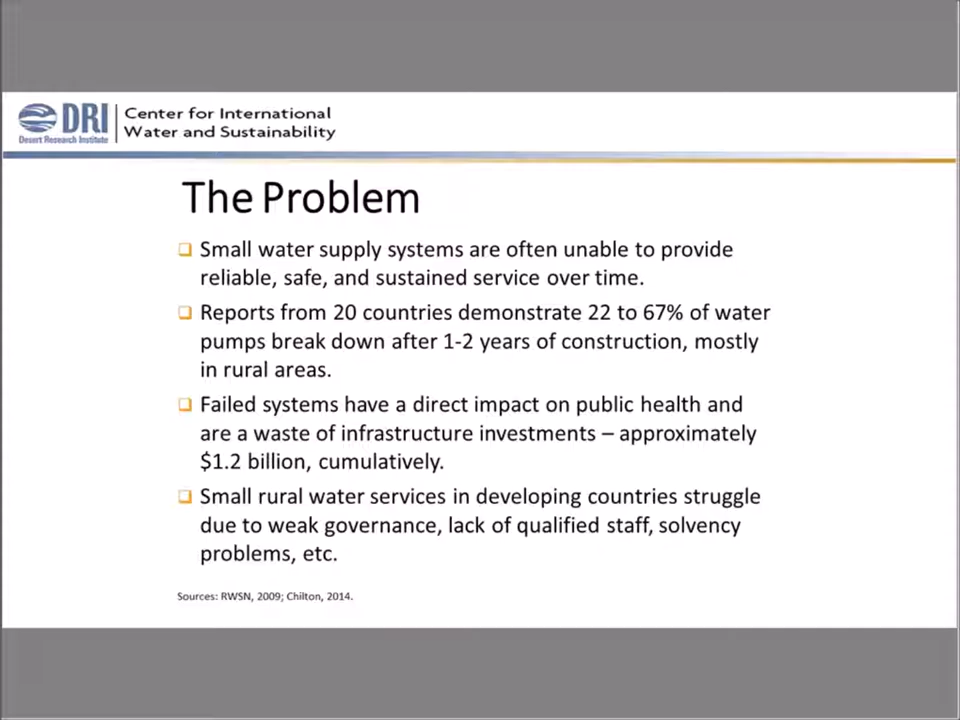 DRI
Desert Research Institute
Center for International
Water and Sustainability
The Problem
Small water supply systems are often unable to provide
reliable, safe, and sustained service over time.
Reports from 20 countries demonstrate 22 to 67% of water
pumps break down after 1-2 years of construction, mostly
in rural areas.
Failed systems have a direct impact on public health and
are a waste of infrastructure investments – approximately
$1.2 billion, cumulatively.
Small rural water services in developing countries struggle
due to weak governance, lack of qualified staff, solvency
problems, etc.
Sources: RWSN, 2009; Chilton, 2014.